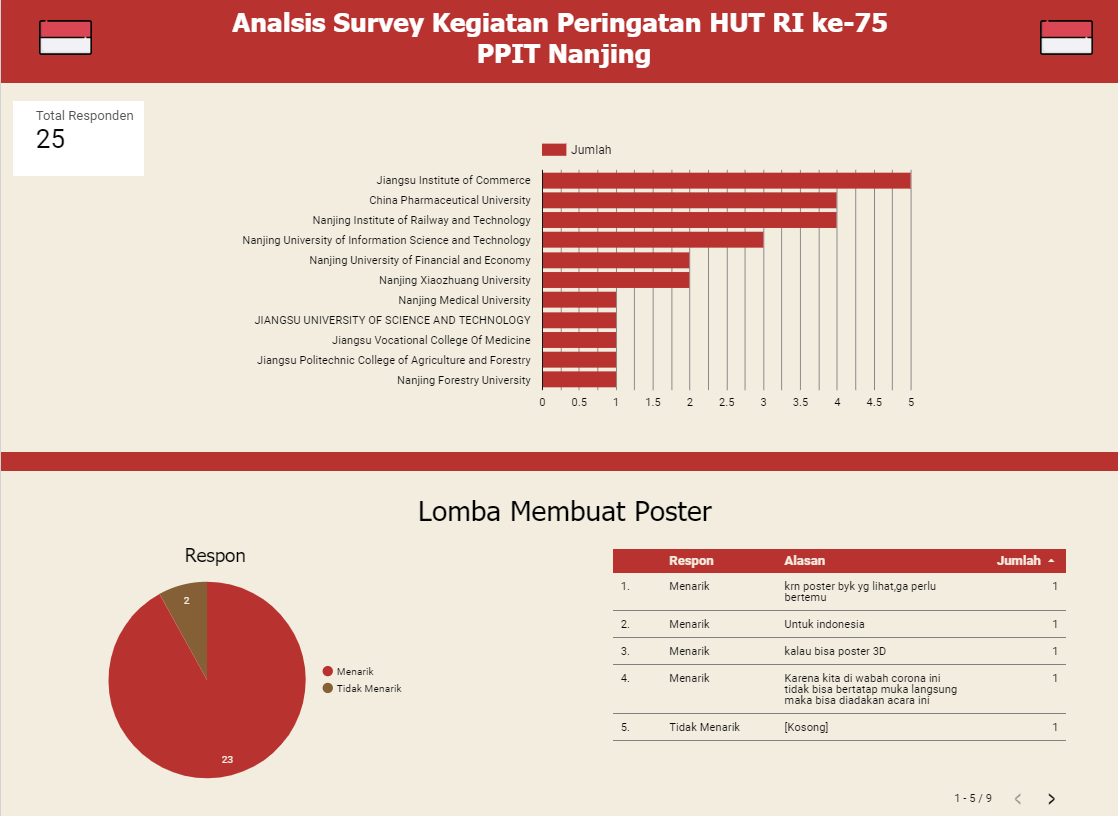 Analsis Survey Kegiatan Peringatan HUT RI ke-75
PPIT Nanjing
Total Responden
25
Jumlah
Jiangsu Institute of Commerce
China Pharmaceutical University
Nanjing Institute of Railway and Technology
Nanjing University of Information Science and Technology
Nanjing University of Financial and Economy
Nanjing Xiaozhuang University
Nanjing Medical University
JIANGSU UNIVERSITY OF SCIENCE AND TECHNOLOGY
Jiangsu Vocational College Of Medicine
Jiangsu Politechnic College of Agriculture and Forestry
Nanjing Forestry University
0 0.5 1 1.5 2 2.5 3 3.5 4 4.5 5
Lomba Membuat Poster
Respon
2
23
Menarik
Tidak Menarik
Respon Alasan Jumlah
1. Menarik krn poster byk yg lihat,ga perlu 1
bertemu
2. Menarik Untuk indonesia 1
3. Menarik kalau bisa poster 3D 1
4. Menarik Karena kita di wabah corona ini 1
tidak bisa bertatap muka langsung
maka bisa diadakan acara ini
5. Tidak Menarik [Kosong] 1
1 - 5 / 9